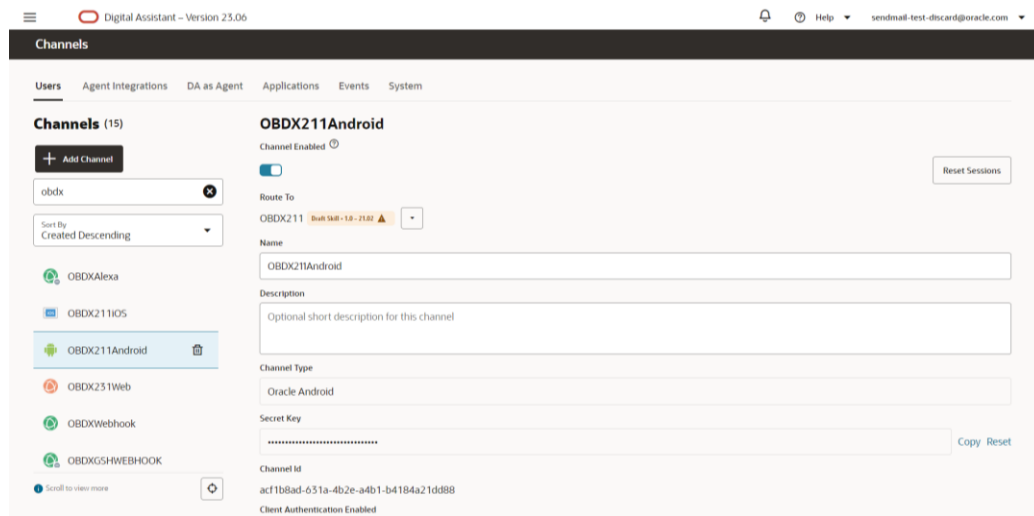 Digital Assistant – Version 23.06
Help
sendmail-test-discard@oracle.com
Channels
Users Agent Integrations DA as Agent Applications Events System
Channels (15)
+ Add Channel
obdx
Sort By
Created Descending
OBDXAlexa
OBDX211iOS
OBDX211Android
OBDX231Web
OBDXWebhook
OBDXGSHWEBHOOK
Scroll to view more
OBDX211Android
Channel Enabled
Reset Sessions
Route To
OBDX211 Draft Skill - 1.0 - 21.02
Name
OBDX211Android
Description
Optional short description for this channel
Channel Type
Oracle Android
Secret Key
••••••••••••••••••••••••••••••••
Copy Reset
Channel Id
acf1b8ad-631a-4b2e-a4b1-b4184a21dd88
Client Authentication Enabled